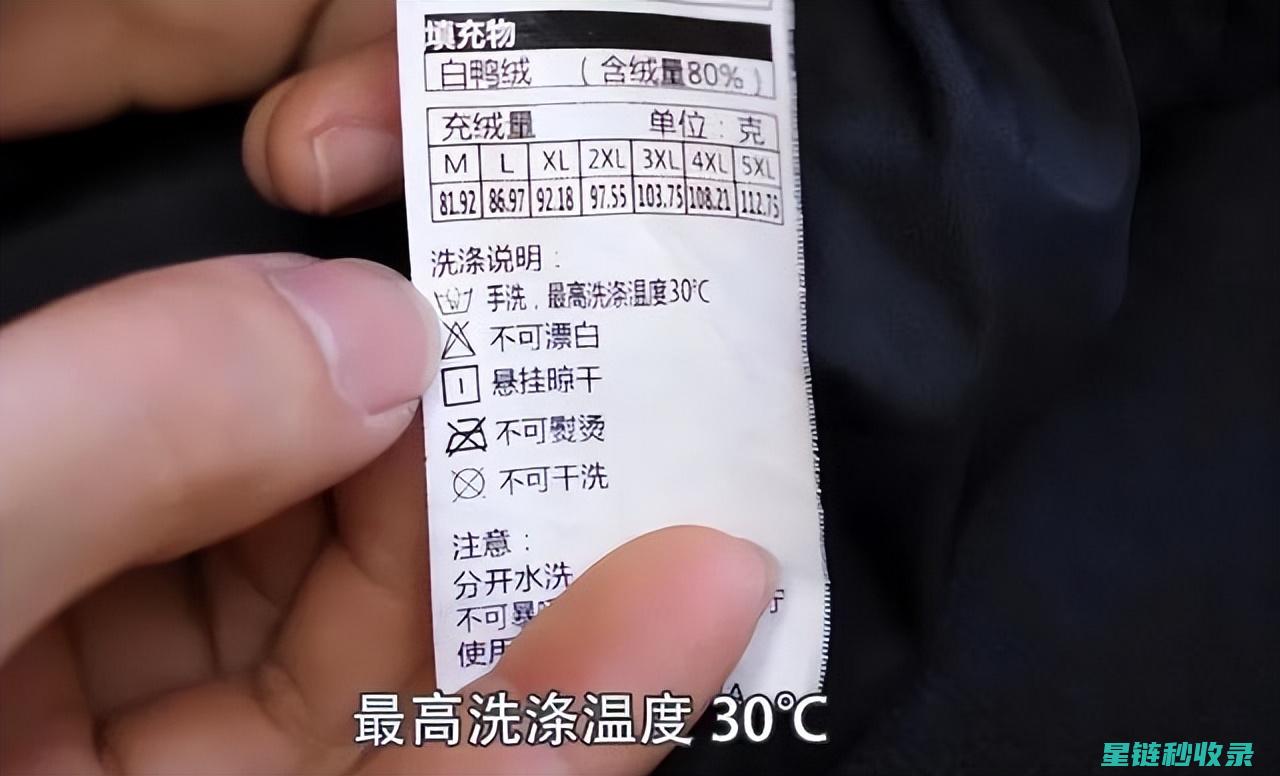 填充物
白鸭绒 （含绒量80%）
充绒量 单位：克
M L XL 2XL 3XL 4XL 5XL
81.92 86.97 92.18 97.55 103.75 108.21 112.75
洗涤说明：
手洗，最高洗涤温度30℃
不可漂白
悬挂晾干
不可熨烫
不可干洗
注意：
分开水洗
不可暴
使用
最高洗涤温度 30℃
星链秒收录